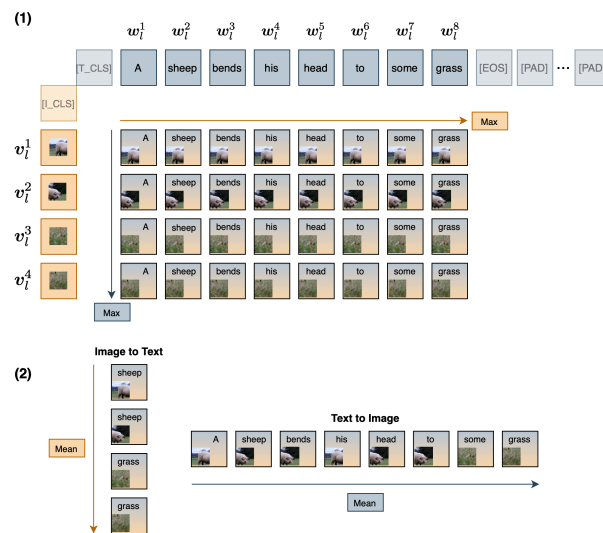 (1)
w_l^1 w_l^2 w_l^3 w_l^4 w_l^5 w_l^6 w_l^7 w_l^8
[T_CLS] A sheep bends his head to some grass [EOS] [PAD] ··· [PAD]
[I_CLS]
Max
v_l^1 A sheep bends his head to some grass
v_l^2 A sheep bends his head to some grass
v_l^3 A sheep bends his head to some grass
v_l^4 A sheep bends his head to some grass
Max
Image to Text
(2)
sheep
sheep
Text to Image
A sheep bends his head to some grass
Mean
grass
Mean
grass